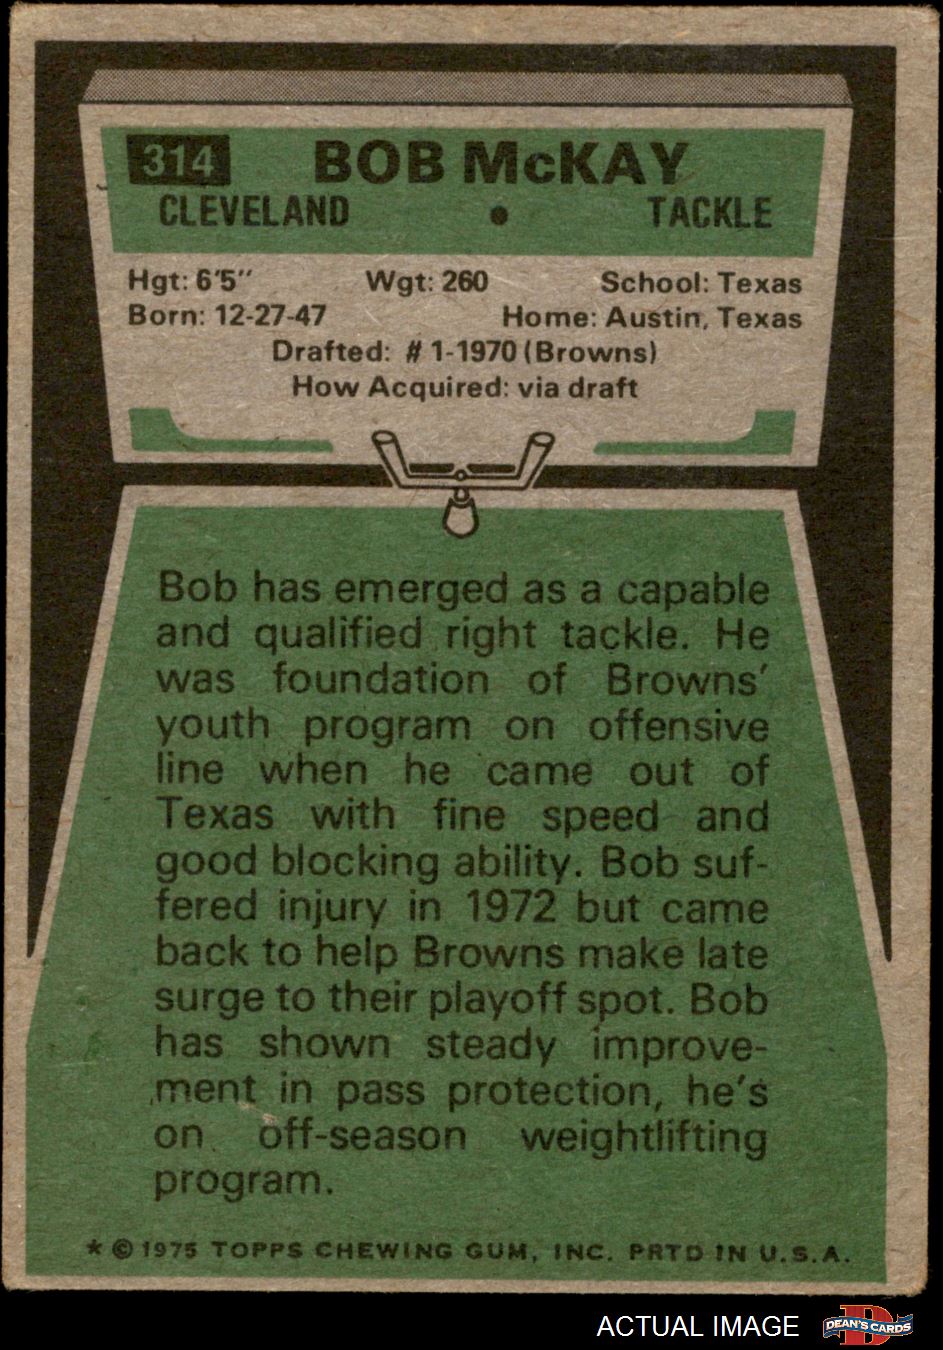 314 BOB McKAY
CLEVELAND • TACKLE
Hgt: 6'5" Wgt: 260 School: Texas
Born: 12-27-47 Home: Austin, Texas
Drafted: #1-1970 (Browns)
How Acquired: via draft
Bob has emerged as a capable
and qualified right tackle. He
was foundation of Browns'
youth program on offensive
line when he came out of
Texas with fine speed and
good blocking ability. Bob suf-
fered injury in 1972 but came
back to help Browns make late
surge to their playoff spot. Bob
has shown steady improve-
ment in pass protection, he's
on off-season weightlifting
program.
* © 1975 TOPPS CHEWING GUM, INC. PRTD IN U.S.A.
ACTUAL IMAGE DEAN'S CARDS